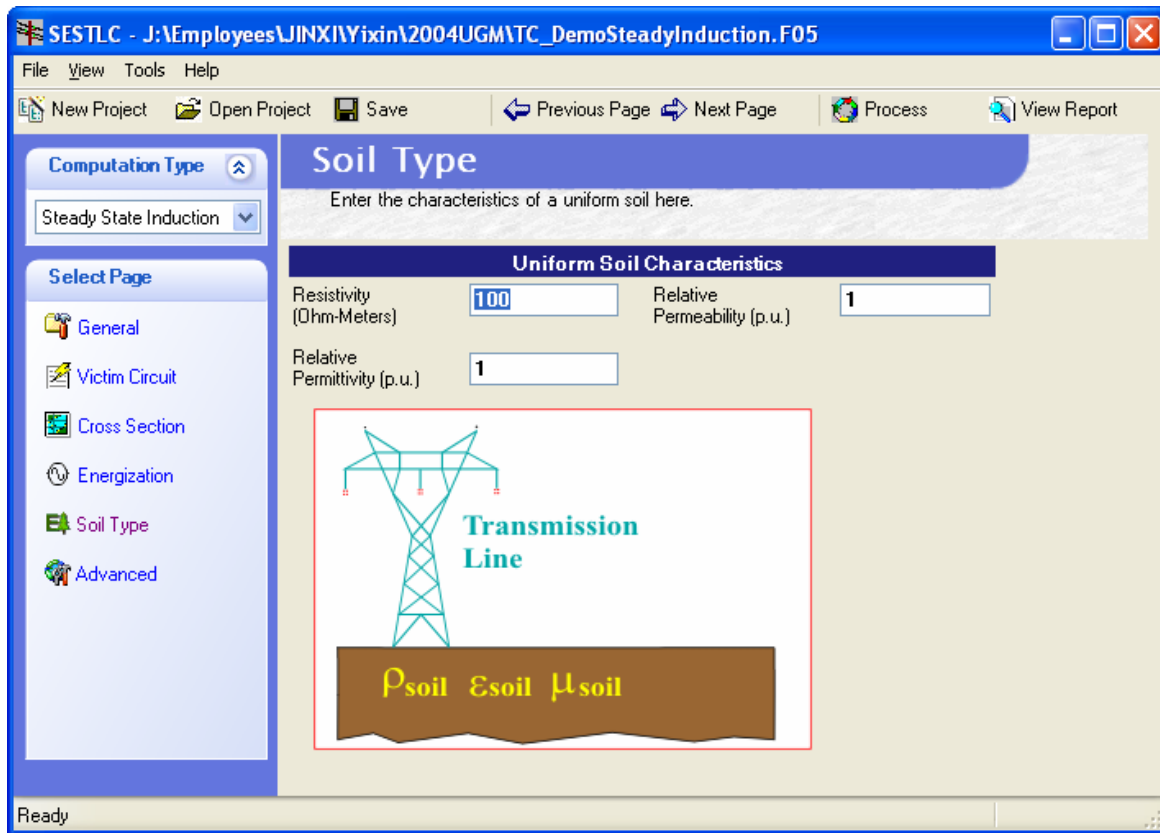 SESTLC - J:\Employees\JINXI\Yixin\2004UGM\TC_DemoSteadyInduction.F05
File View Tools Help
New Project Open Project Save Previous Page Next Page Process View Report
Computation Type
Steady State Induction
Select Page
General
Victim Circuit
Cross Section
Energization
Soil Type
Advanced
Soil Type
Enter the characteristics of a uniform soil here.
Uniform Soil Characteristics
Resistivity
(Ohm-Meters)
100
Relative
Permeability (p.u.)
1
Relative
Permittivity (p.u.)
1
Transmission
Line
ρsoil εsoil μsoil
Ready